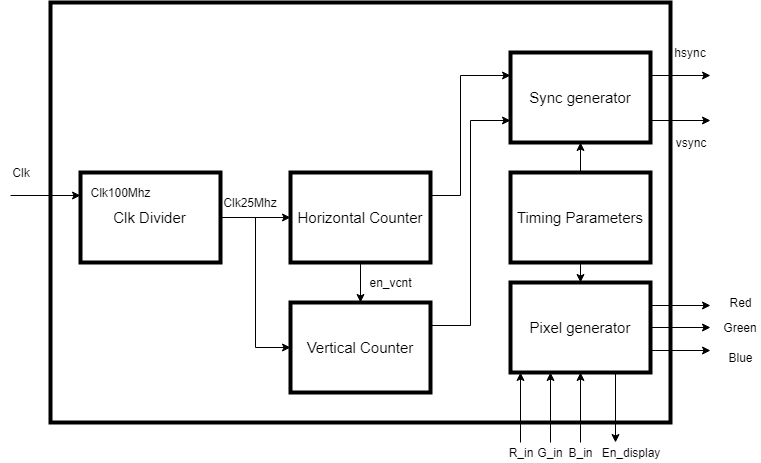 hsync
Sync generator
vsync
Clk
Clk100Mhz
Clk Divider
Clk25Mhz
Horizontal Counter
Timing Parameters
en_vcnt
Vertical Counter
Pixel generator
Red
Green
Blue
R_in G_in B_in En_display